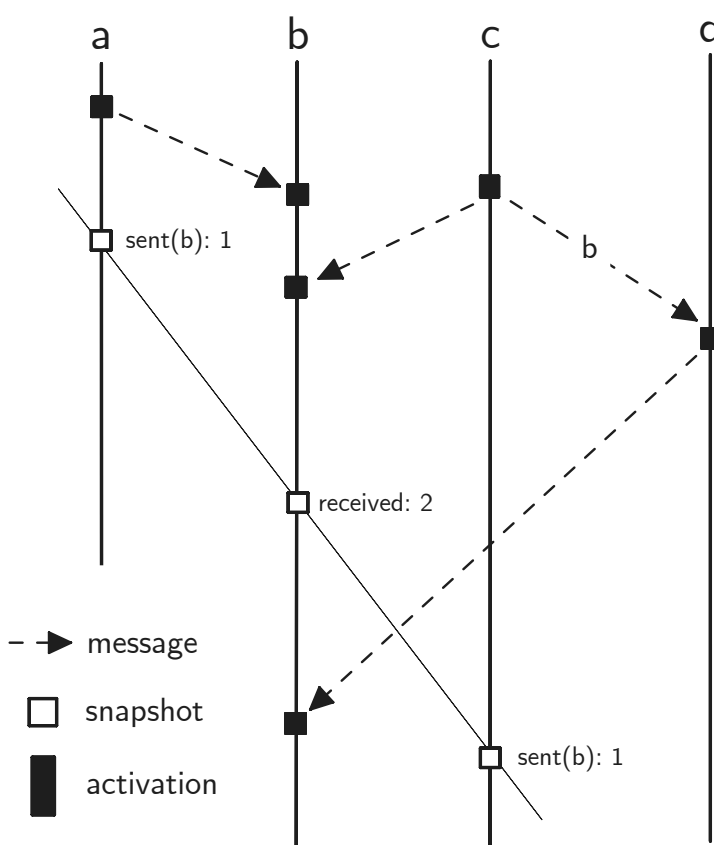 a b c
sent(b): 1
b
received: 2
message
snapshot
sent(b): 1
activation